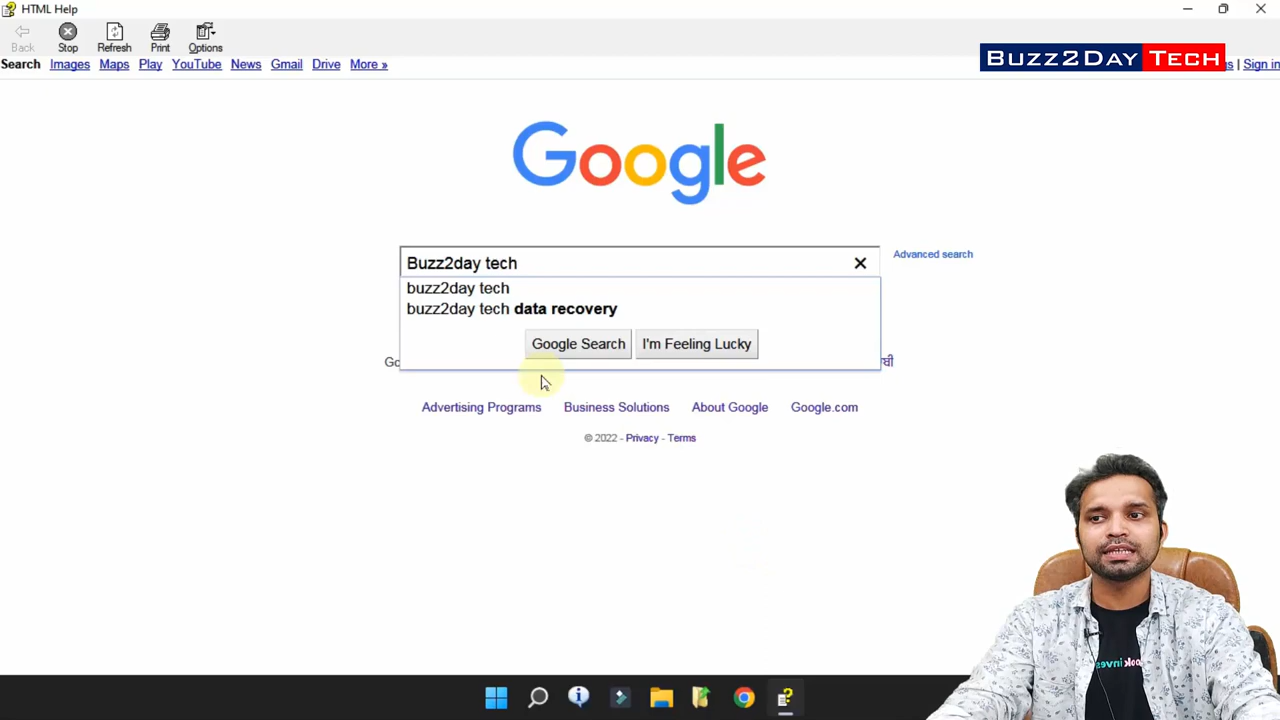 HTML Help
Back Stop Refresh Print Options
BUZZ2DAY TECH
Search Images Maps Play YouTube News Gmail Drive More » | Sign in
Google
Buzz2day tech
Advanced search
buzz2day tech
buzz2day tech data recovery
Google Search I'm Feeling Lucky
Go
Advertising Programs Business Solutions About Google Google.com
© 2022 - Privacy - Terms